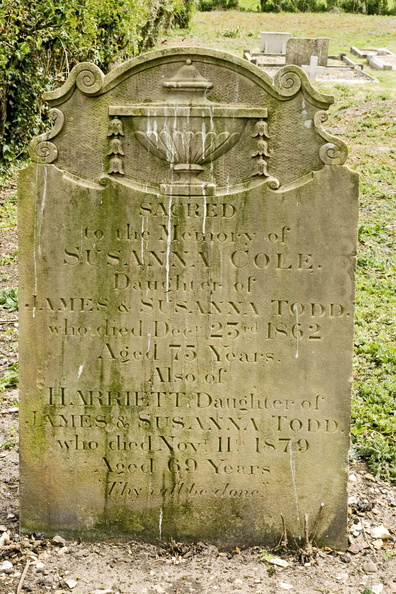 SACRED
to the Memory of
SUSANNA COLE.
Daughter of
JAMES & SUSANNA TODD.
who died Decr 23rd 1862
Aged 75 Years.
Also of
HARRIETT, Daughter of
JAMES & SUSANNA TODD.
who died Novr 11th 1879
Aged 69 Years
"Thy will be done"